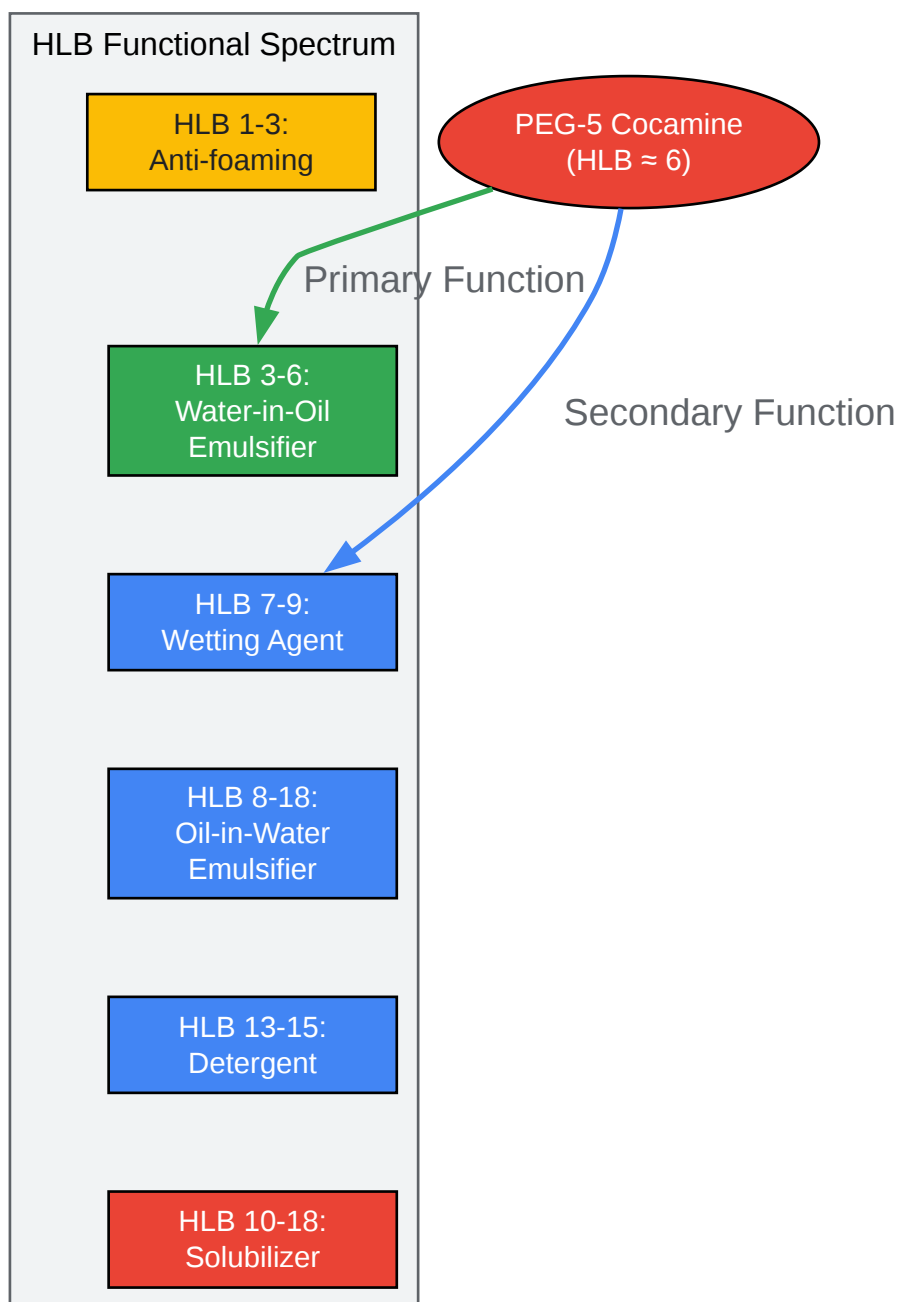 HLB Functional Spectrum
HLB 1-3:
Anti-foaming
PEG-5 Cocamine
(HLB ≈ 6)
Primary Function
HLB 3-6:
Water-in-Oil
Emulsifier
Secondary Function
HLB 7-9:
Wetting Agent
HLB 8-18:
Oil-in-Water
Emulsifier
HLB 13-15:
Detergent
HLB 10-18:
Solubilizer